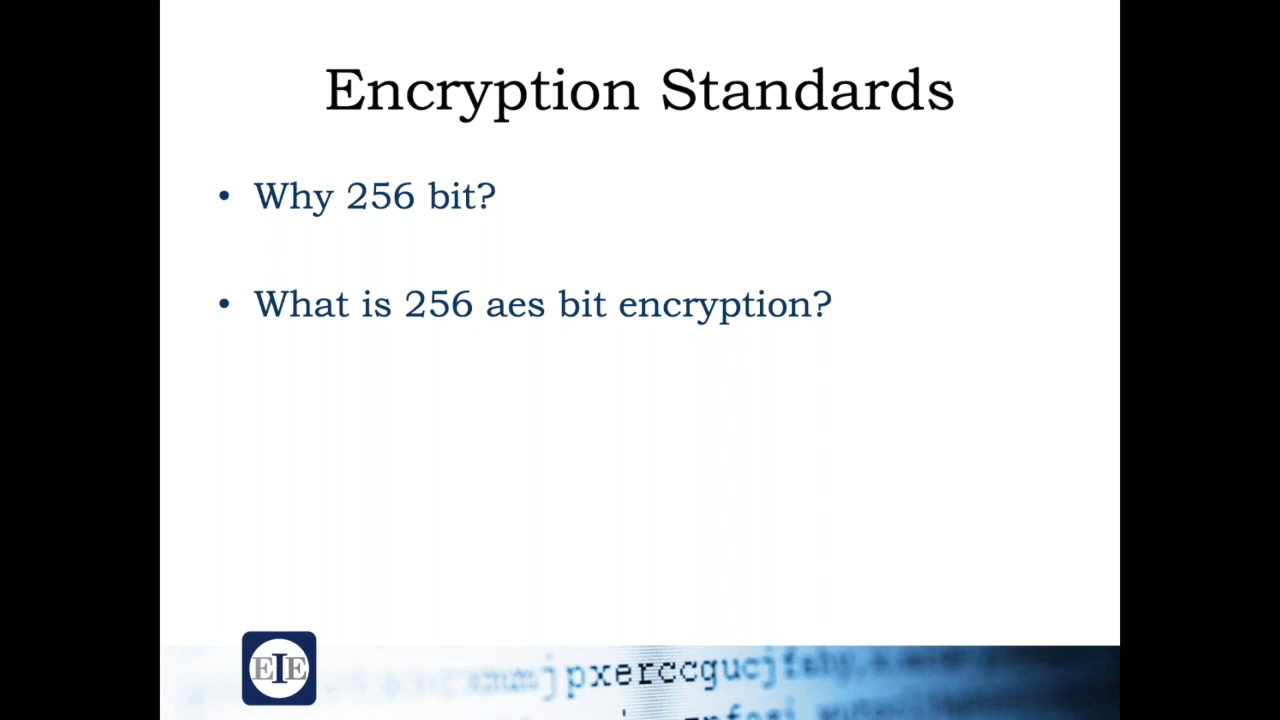 Encryption Standards
• Why 256 bit?
• What is 256 aes bit encryption?
EIE
jpxerccgucj